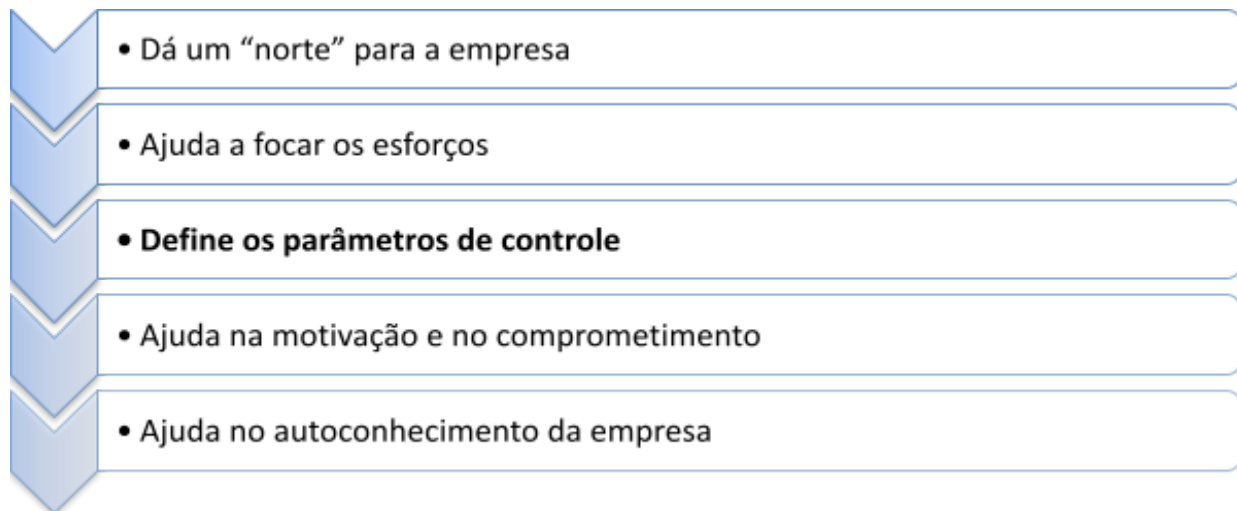 • Dá um “norte” para a empresa
• Ajuda a focar os esforços
• Define os parâmetros de controle
• Ajuda na motivação e no comprometimento
• Ajuda no autoconhecimento da empresa